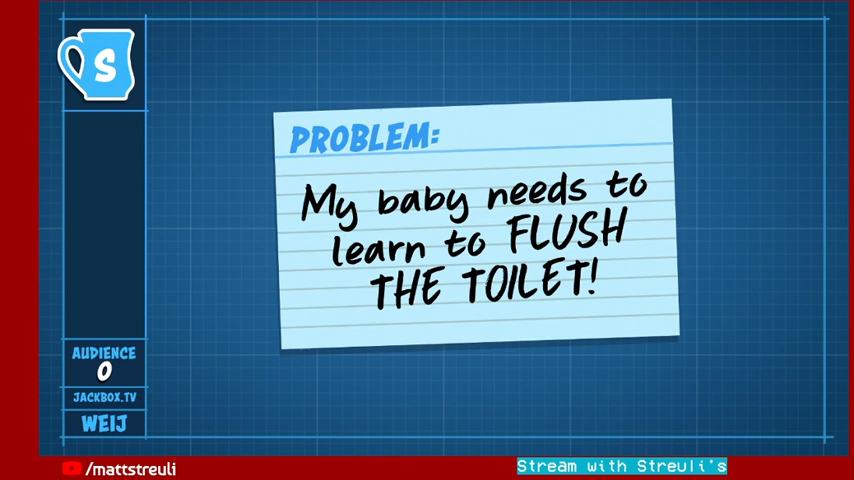 S
PROBLEM:
My baby needs to
learn to FLUSH
THE TOILET!
AUDIENCE
0
JACKBOX.TV
WEIJ
/mattstreuli
Stream with Streuli's